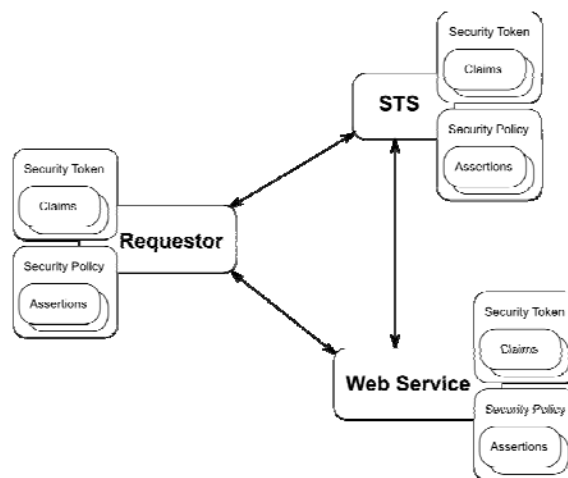 Security Token
Claims
STS
Security Policy
Assertions
Security Token
Claims
Requestor
Security Policy
Assertions
Security Token
Claims
Web Service
Security Policy
Assertions